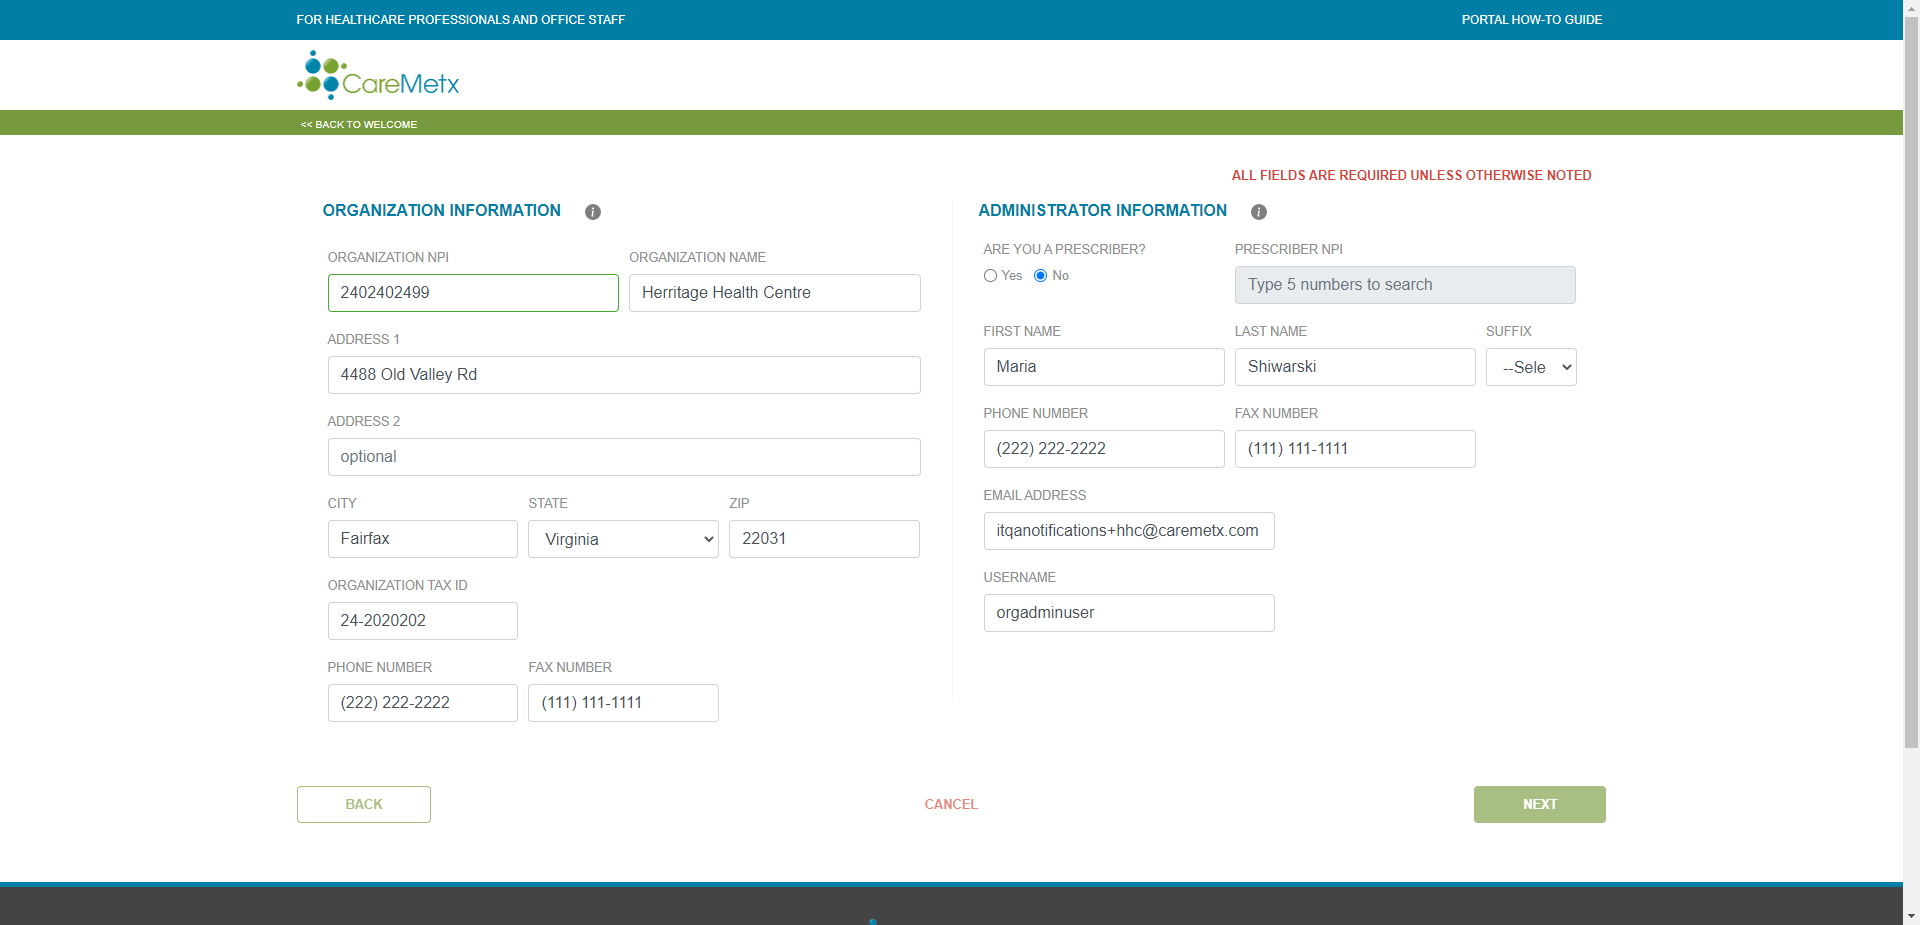 FOR HEALTHCARE PROFESSIONALS AND OFFICE STAFF
PORTAL HOW-TO GUIDE
CareMetx
<< BACK TO WELCOME
ALL FIELDS ARE REQUIRED UNLESS OTHERWISE NOTED
ORGANIZATION INFORMATION i
ORGANIZATION NPI
ORGANIZATION NAME
2402402499
Herritage Health Centre
ADDRESS 1
4488 Old Valley Rd
ADDRESS 2
optional
CITY
STATE
ZIP
Fairfax
Virginia
22031
ORGANIZATION TAX ID
24-2020202
PHONE NUMBER
FAX NUMBER
(222) 222-2222
(111) 111-1111
ADMINISTRATOR INFORMATION i
ARE YOU A PRESCRIBER?
PRESCRIBER NPI
Yes No
Type 5 numbers to search
FIRST NAME
LAST NAME
SUFFIX
Maria
Shiwarski
--Sele
PHONE NUMBER
FAX NUMBER
(222) 222-2222
(111) 111-1111
EMAIL ADDRESS
itqanotifications+hhc@caremetx.com
USERNAME
orgadminuser
BACK
CANCEL
NEXT